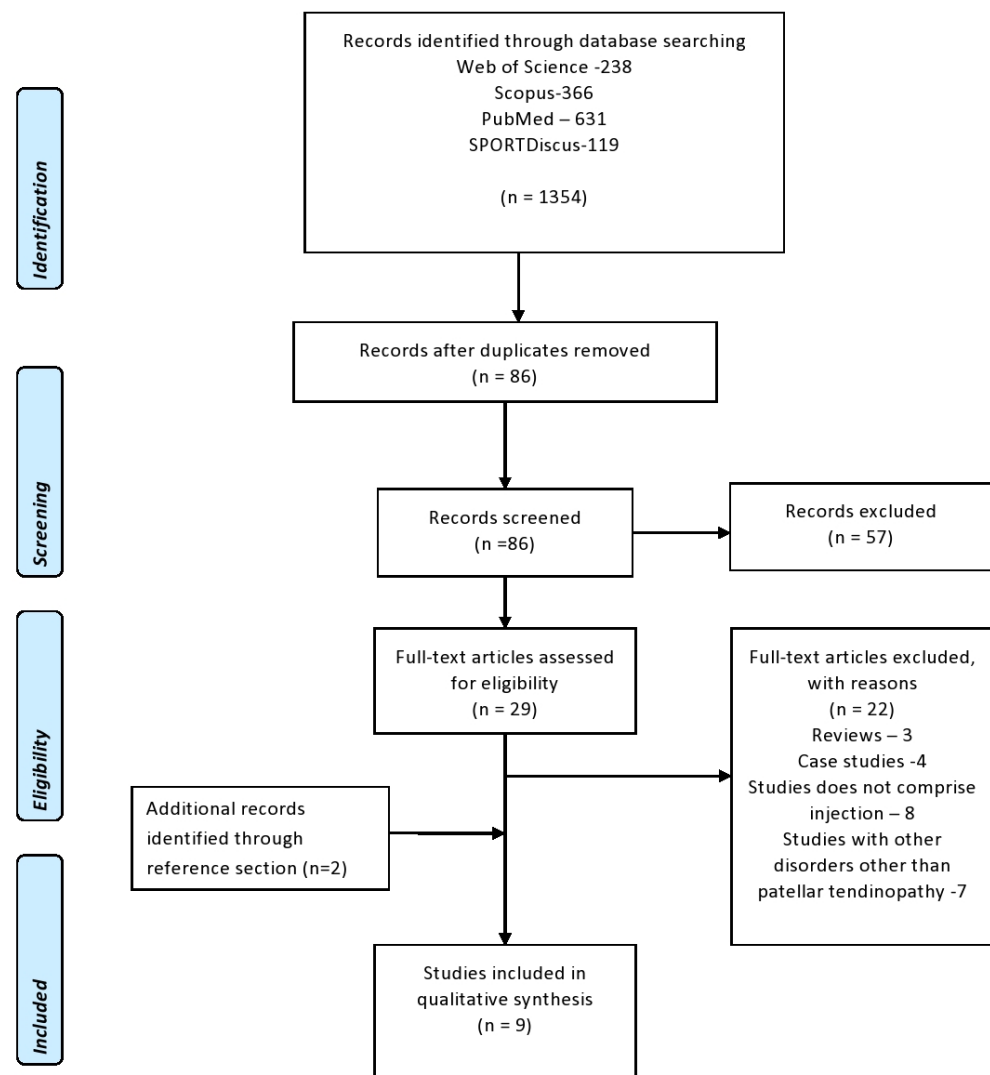 Identification
Records identified through database searching
Web of Science -238
Scopus-366
PubMed – 631
SPORTDiscus-119
(n = 1354)
Records after duplicates removed
(n = 86)
Screening
Records screened
(n =86)
Records excluded
(n = 57)
Eligibility
Full-text articles assessed
for eligibility
(n = 29)
Full-text articles excluded,
with reasons
(n = 22)
Reviews – 3
Case studies -4
Studies does not comprise
injection – 8
Studies with other
disorders other than
patellar tendinopathy -7
Additional records
identified through
reference section (n=2)
Included
Studies included in
qualitative synthesis
(n = 9)